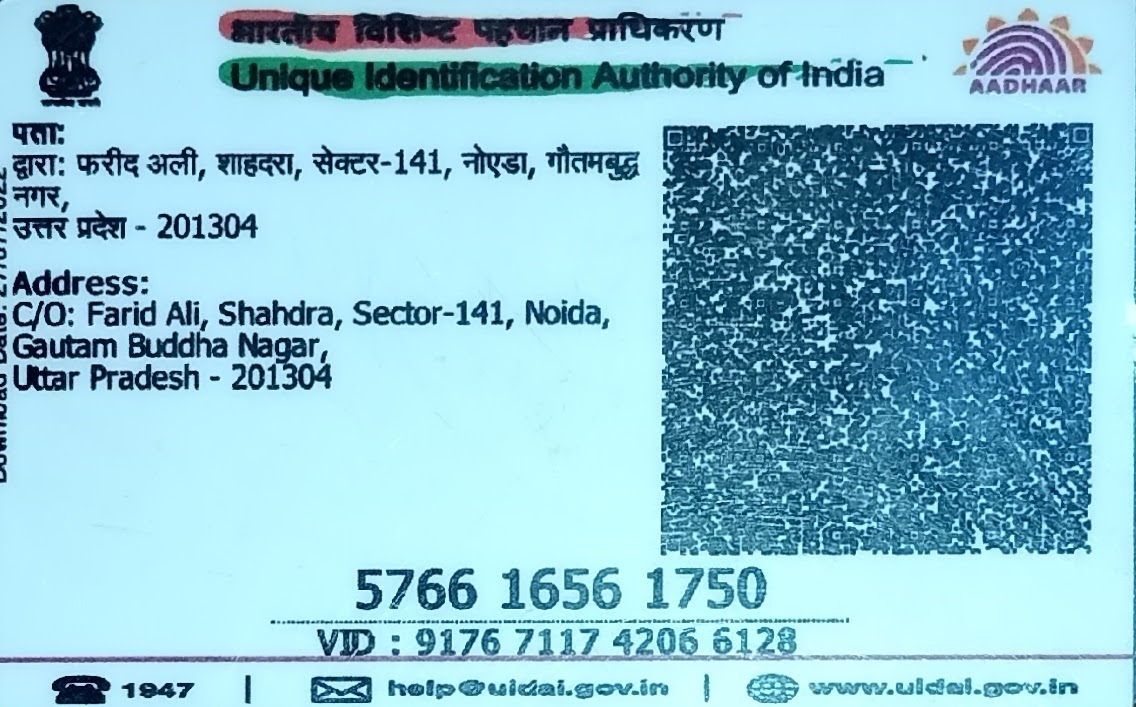 भारतीय विशिष्ट पहचान प्राधिकरण
Unique Identification Authority of India
AADHAAR
पता:
द्वारा: फरीद अली, शाहदरा, सेक्टर-141, नोएडा, गौतमबुद्ध
नगर,
उत्तर प्रदेश - 201304
Address:
C/O: Farid Ali, Shahdra, Sector-141, Noida,
Gautam Buddha Nagar,
Uttar Pradesh - 201304
5766 1656 1750
VID : 9176 7117 4206 6128
1947 | help@uidai.gov.in | www.uidai.gov.in